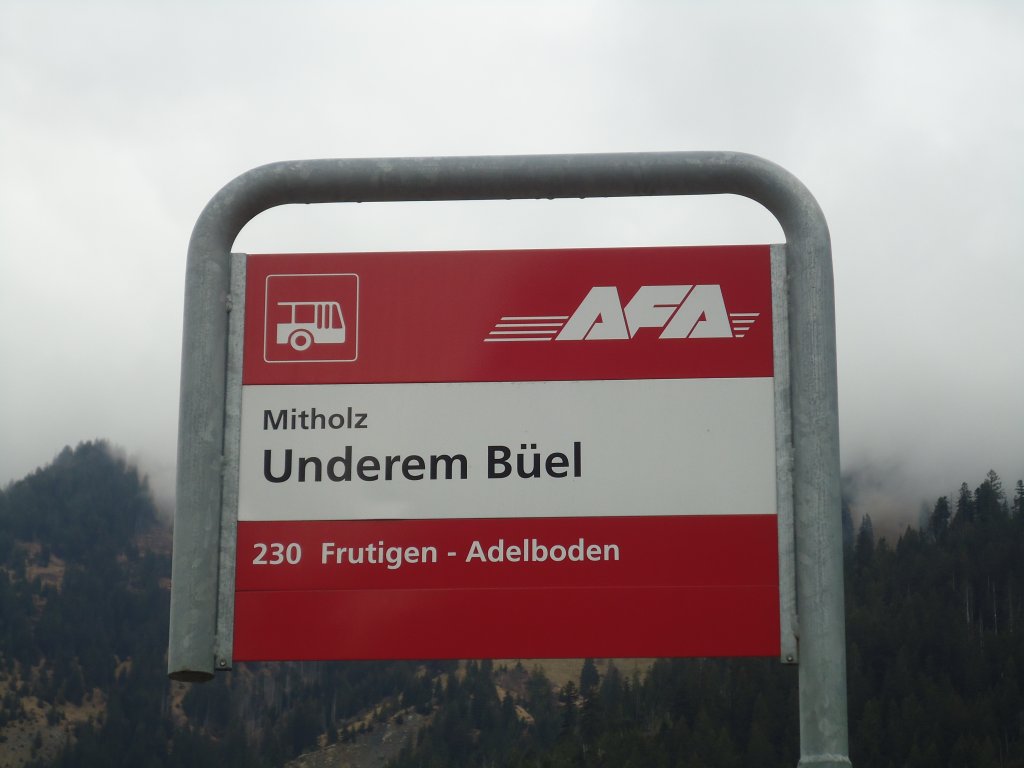 AFA
Mitholz
Underem Büel
230 Frutigen - Adelboden